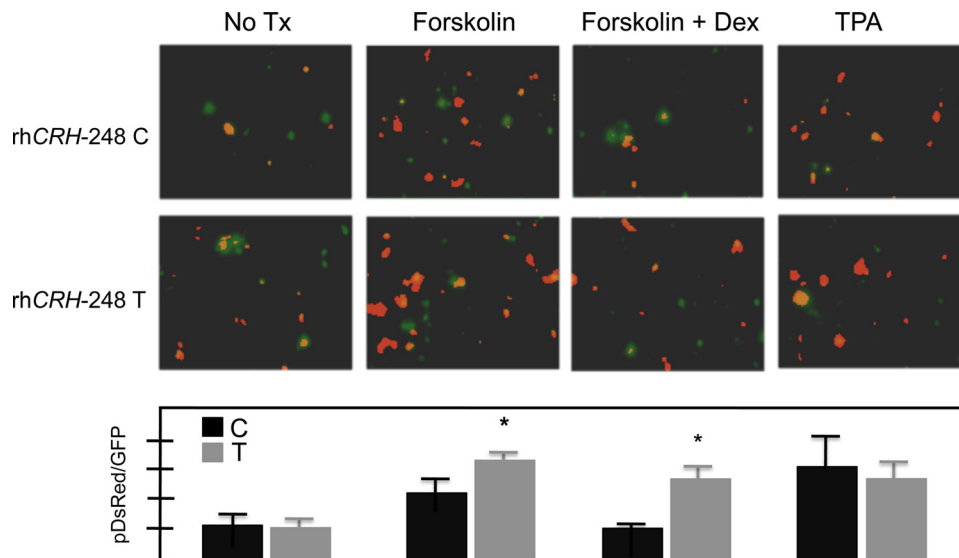 No Tx Forskolin Forskolin + Dex TPA
rhCRH-248 C
rhCRH-248 T
pDsRed/GFP
C
T
*
*